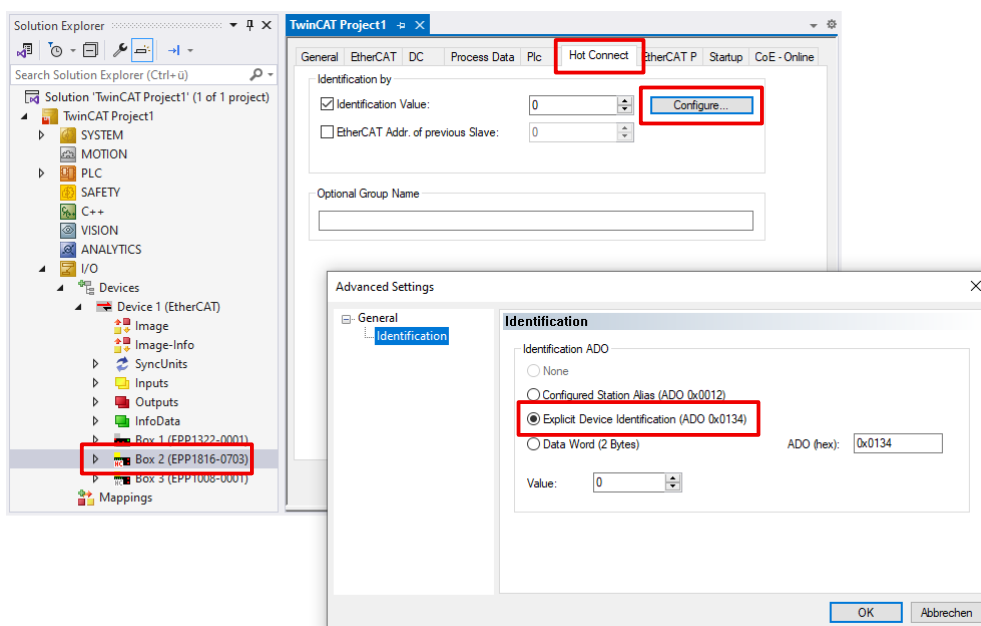 Solution Explorer
Search Solution Explorer (Ctrl+ü)
Solution 'TwinCAT Project1' (1 of 1 project)
TwinCAT Project1
SYSTEM
MOTION
PLC
SAFETY
C++
VISION
ANALYTICS
I/O
Devices
Device 1 (EtherCAT)
Image
Image-Info
SyncUnits
Inputs
Outputs
InfoData
Box 1 (EPP1322-0001)
Box 2 (EPP1816-0703)
Box 3 (EPP1008-0001)
Mappings
TwinCAT Project1
General EtherCAT DC Process Data Plc Hot Connect EtherCAT P Startup CoE - Online
Identification by
Identification Value: 0 Configure...
EtherCAT Addr. of previous Slave: 0
Optional Group Name
Advanced Settings
General
Identification
Identification
Identification ADO
None
Configured Station Alias (ADO 0x0012)
Explicit Device Identification (ADO 0x0134)
Data Word (2 Bytes) ADO (hex): 0x0134
Value: 0
OK Abbrechen